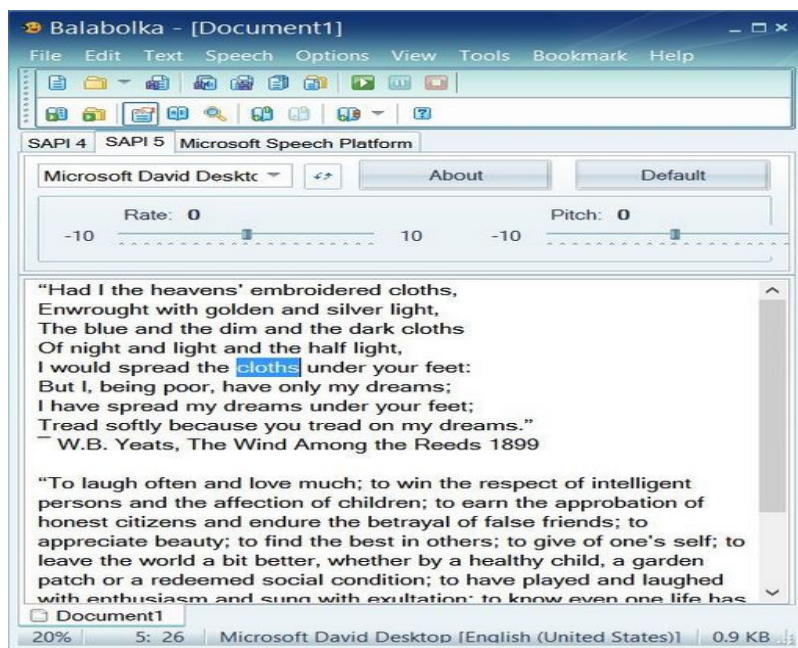 Balabolka - [Document1]
File Edit Text Speech Options View Tools Bookmark Help
SAPI 4 SAPI 5 Microsoft Speech Platform
Microsoft David Deskto About Default
Rate: 0 Pitch: 0
-10 10 -10
“Had I the heavens’ embroidered cloths,
Enwrought with golden and silver light,
The blue and the dim and the dark cloths
Of night and light and the half light,
I would spread the cloths under your feet:
But I, being poor, have only my dreams;
I have spread my dreams under your feet;
Tread softly because you tread on my dreams.”
― W.B. Yeats, The Wind Among the Reeds 1899
“To laugh often and love much; to win the respect of intelligent
persons and the affection of children; to earn the approbation of
honest citizens and endure the betrayal of false friends; to
appreciate beauty; to find the best in others; to give of one's self; to
leave the world a bit better, whether by a healthy child, a garden
patch or a redeemed social condition; to have played and laughed
with enthusiasm and sung with exultation; to know even one life has
Document1
20% 5: 26 Microsoft David Desktop [English (United States)] 0.9 KB